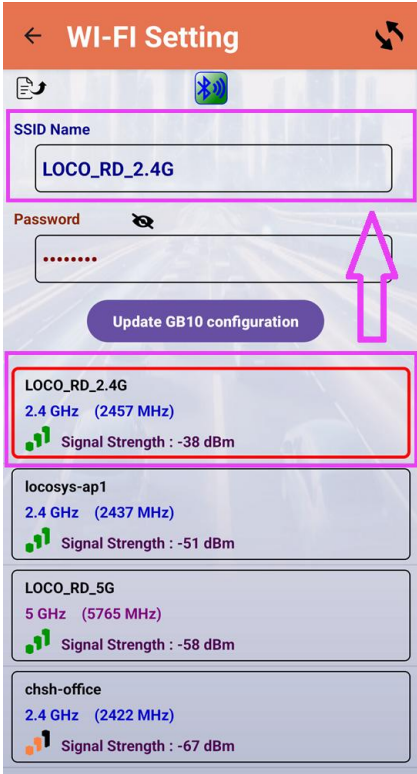 WI-FI Setting
SSID Name
LOCO_RD_2.4G
Password
••••••••
Update GB10 configuration
LOCO_RD_2.4G
2.4 GHz (2457 MHz)
Signal Strength : -38 dBm
locosys-ap1
2.4 GHz (2437 MHz)
Signal Strength : -51 dBm
LOCO_RD_5G
5 GHz (5765 MHz)
Signal Strength : -58 dBm
chsh-office
2.4 GHz (2422 MHz)
Signal Strength : -67 dBm